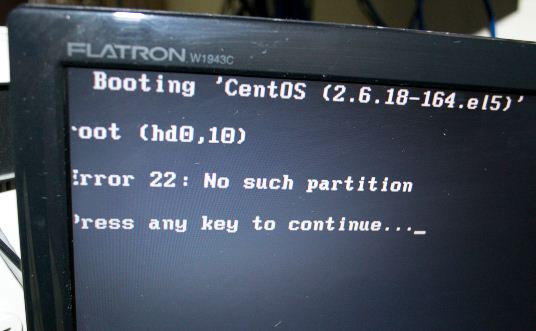 FLATRON W1943C
Booting 'CentOS (2.6.18-164.el5)'
root (hd0,10)
Error 22: No such partition
Press any key to continue..._